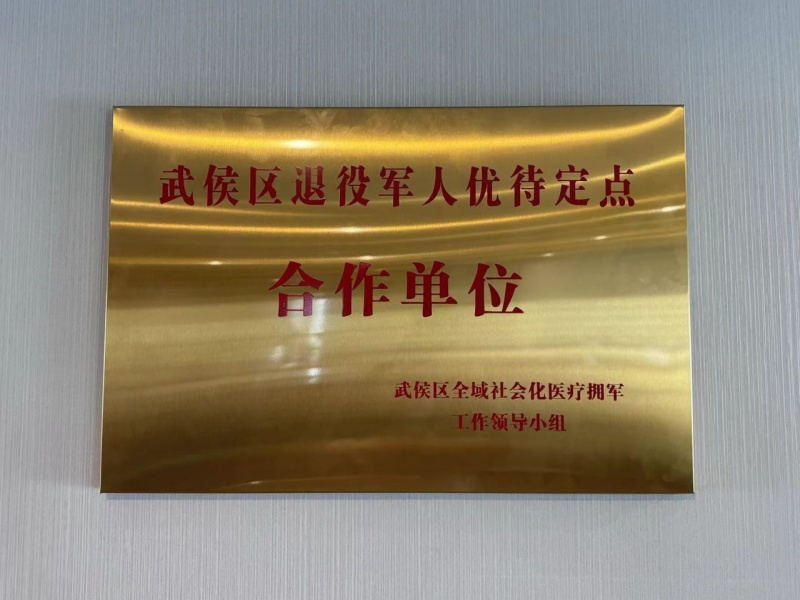 武侯区退役军人优待定点
合作单位
武侯区全域社会化医疗拥军
工作领导小组